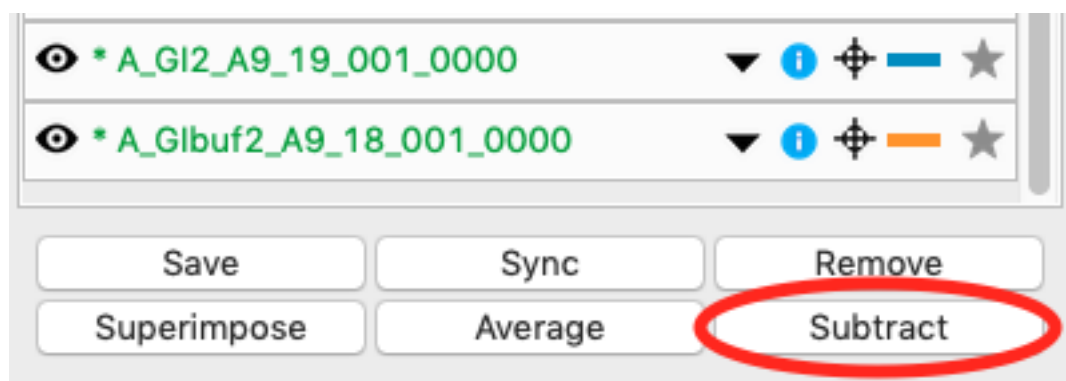 * A_GI2_A9_19_001_0000
* A_GIbuf2_A9_18_001_0000
Save Sync Remove
Superimpose Average Subtract